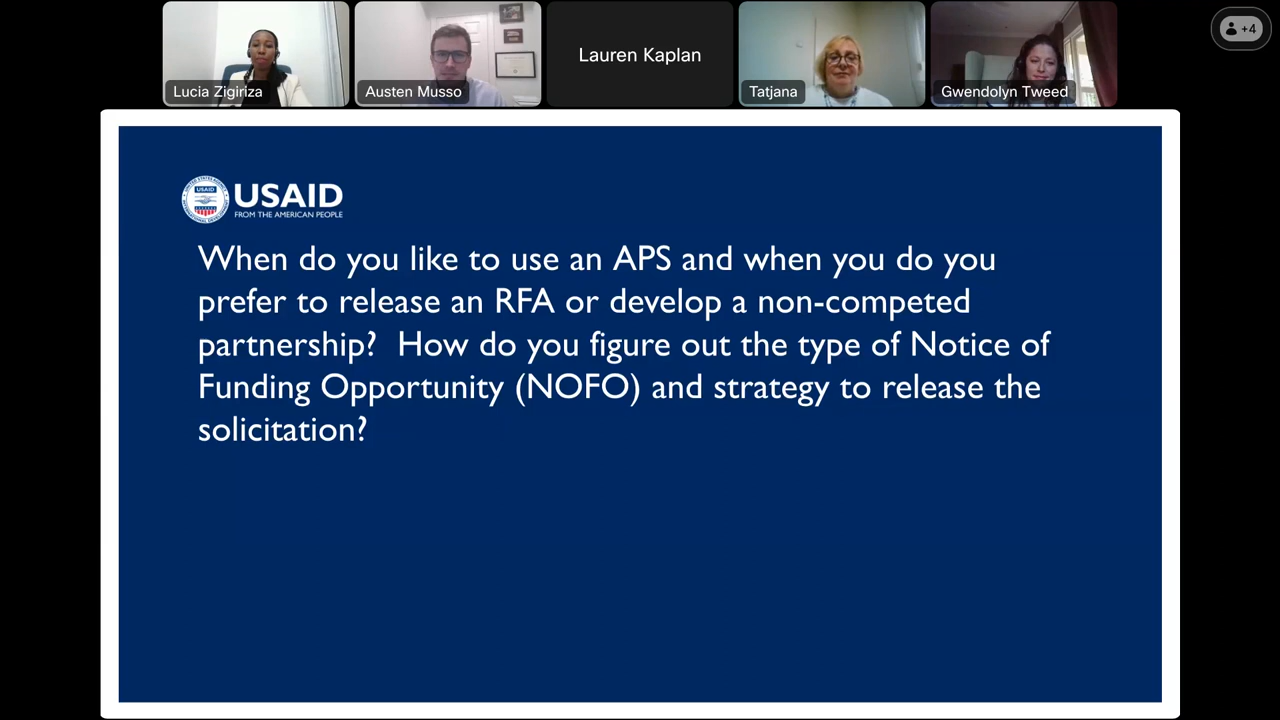 Lucia Zigiriza
Austen Musso
Lauren Kaplan
Tatjana
Gwendolyn Tweed
+4
USAID
USAID
FROM THE AMERICAN PEOPLE
When do you like to use an APS and when you do you
prefer to release an RFA or develop a non-competed
partnership? How do you figure out the type of Notice of
Funding Opportunity (NOFO) and strategy to release the
solicitation?